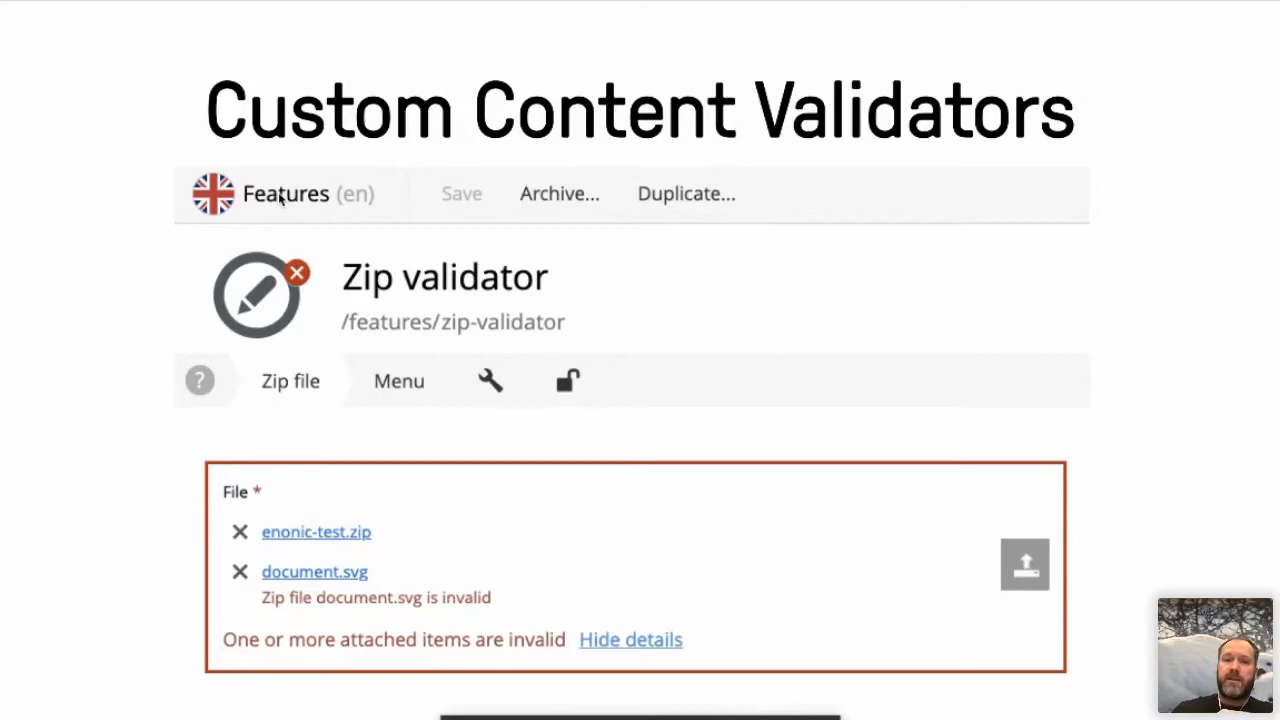 Custom Content Validators
Features (en) Save Archive... Duplicate...
Zip validator
/features/zip-validator
? Zip file Menu
File *
enonic-test.zip
document.svg
Zip file document.svg is invalid
One or more attached items are invalid Hide details